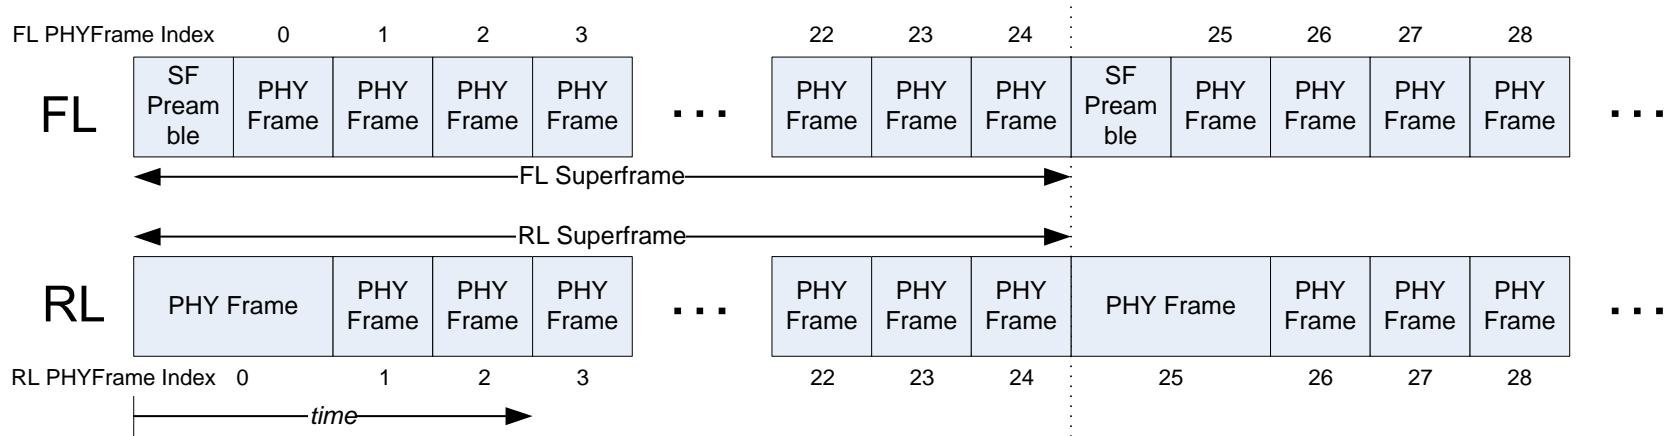 FL PHYFrame Index 0 1 2 3 22 23 24 25 26 27 28
FL
SF Pream ble
PHY Frame
PHY Frame
PHY Frame
PHY Frame
...
PHY Frame
PHY Frame
PHY Frame
SF Pream ble
PHY Frame
PHY Frame
PHY Frame
PHY Frame
...
FL Superframe
RL Superframe
RL
PHY Frame
PHY Frame
PHY Frame
PHY Frame
...
PHY Frame
PHY Frame
PHY Frame
PHY Frame
PHY Frame
PHY Frame
PHY Frame
...
RL PHYFrame Index 0 1 2 3 22 23 24 25 26 27 28
time